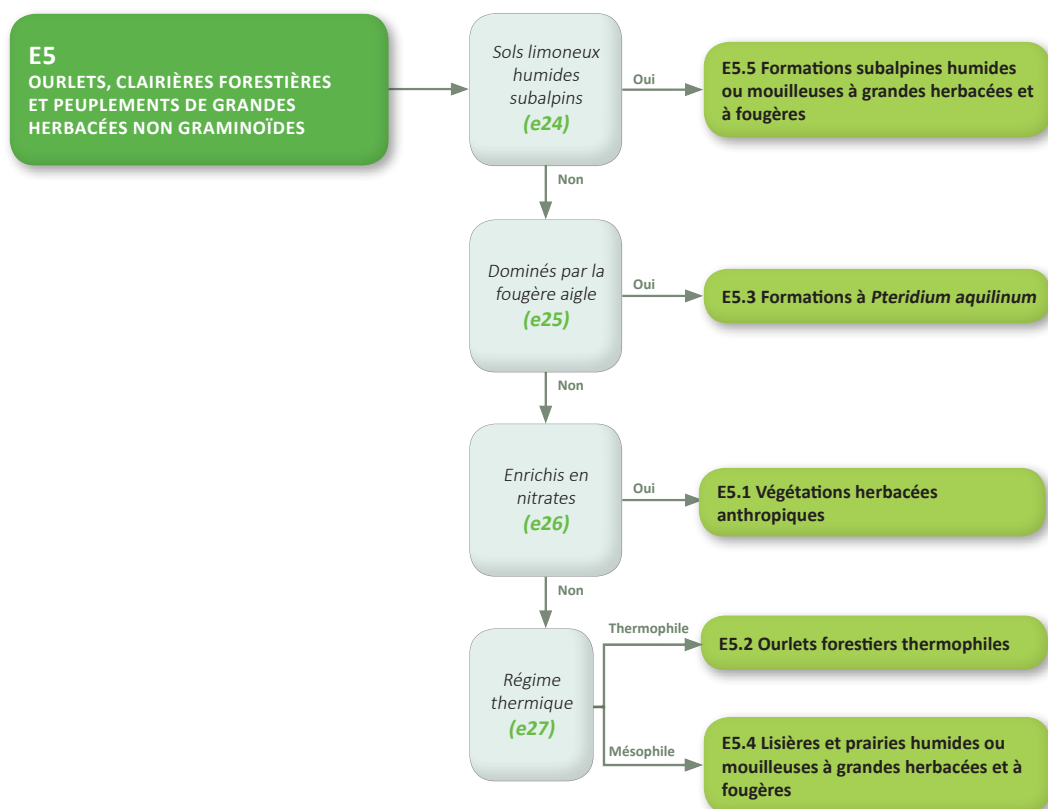 E5
OURLETS, CLAIRIÈRES FORESTIÈRES
ET PEUPLEMENTS DE GRANDES
HERBACÉES NON GRAMINOÏDES
Sols limoneux
humides
subalpins
(e24)
Oui
E5.5 Formations subalpines humides
ou mouilleuses à grandes herbacées et
à fougères
Non
Dominés par la
fougère aigle
(e25)
Oui
E5.3 Formations à Pteridium aquilinum
Non
Enrichis en
nitrates
(e26)
Oui
E5.1 Végétations herbacées
anthropiques
Non
Régime
thermique
(e27)
Thermophile
E5.2 Ourlets forestiers thermophiles
Mésophile
E5.4 Lisières et prairies humides ou
mouilleuses à grandes herbacées et à
fougères